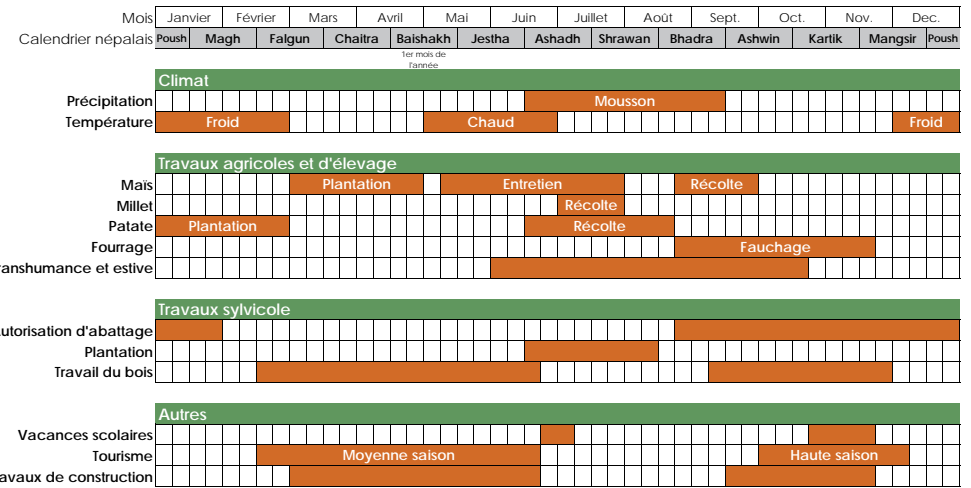 Mois Janvier Février Mars Avril Mai Juin Juillet Août Sept. Oct. Nov. Dec.
Calendrier népalais Poush Magh Falgun Chaitra Baishakh Jestha Ashadh Shrawan Bhadra Ashwin Kartik Mangsir Poush
1er mois de
l'année
Climat
Précipitation Mousson
Température Froid Chaud Froid
Travaux agricoles et d'élevage
Maïs Plantation Entretien Récolte
Millet Récolte
Patate Plantation Récolte
Fourrage Fauchage
ranshumance et estive
Travaux sylvicole
utorisation d'abattage
Plantation
Travail du bois
Autres
Vacances scolaires
Tourisme Moyenne saison Haute saison
avaux de construction